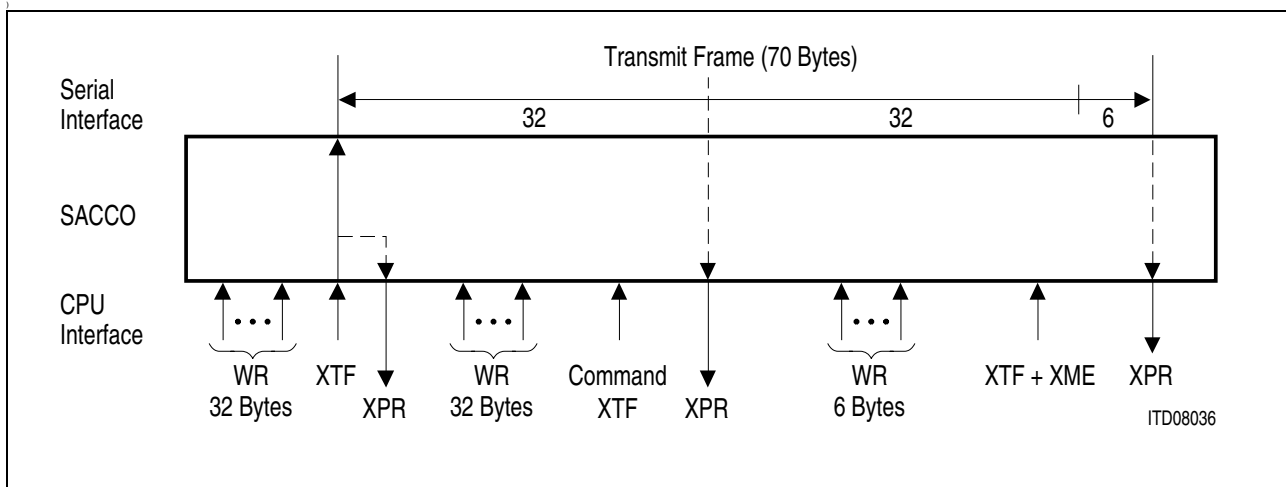 )
Transmit Frame (70 Bytes)
Serial
Interface
32
32
6
SACCO
CPU
Interface
WR
32 Bytes
XTF
XPR
WR
32 Bytes
Command
XTF
XPR
WR
6 Bytes
XTF + XME
XPR
ITD08036